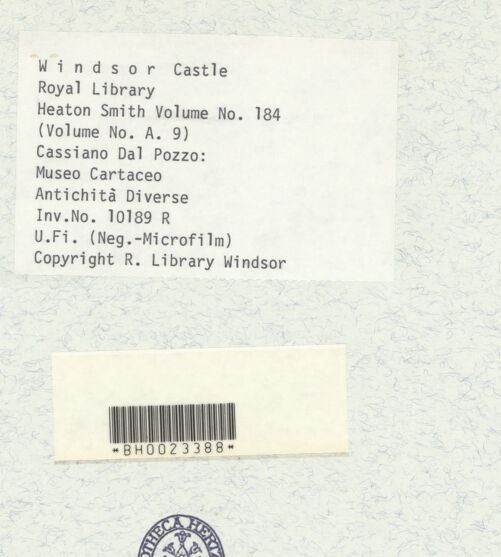 Windsor Castle
Royal Library
Heaton Smith Volume No. 184
(Volume No. A. 9)
Cassiano Dal Pozzo:
Museo Cartaceo
Antichità Diverse
Inv.No. 10189 R
U.Fi. (Neg.-Microfilm)
Copyright R. Library Windsor
*BH0023388*